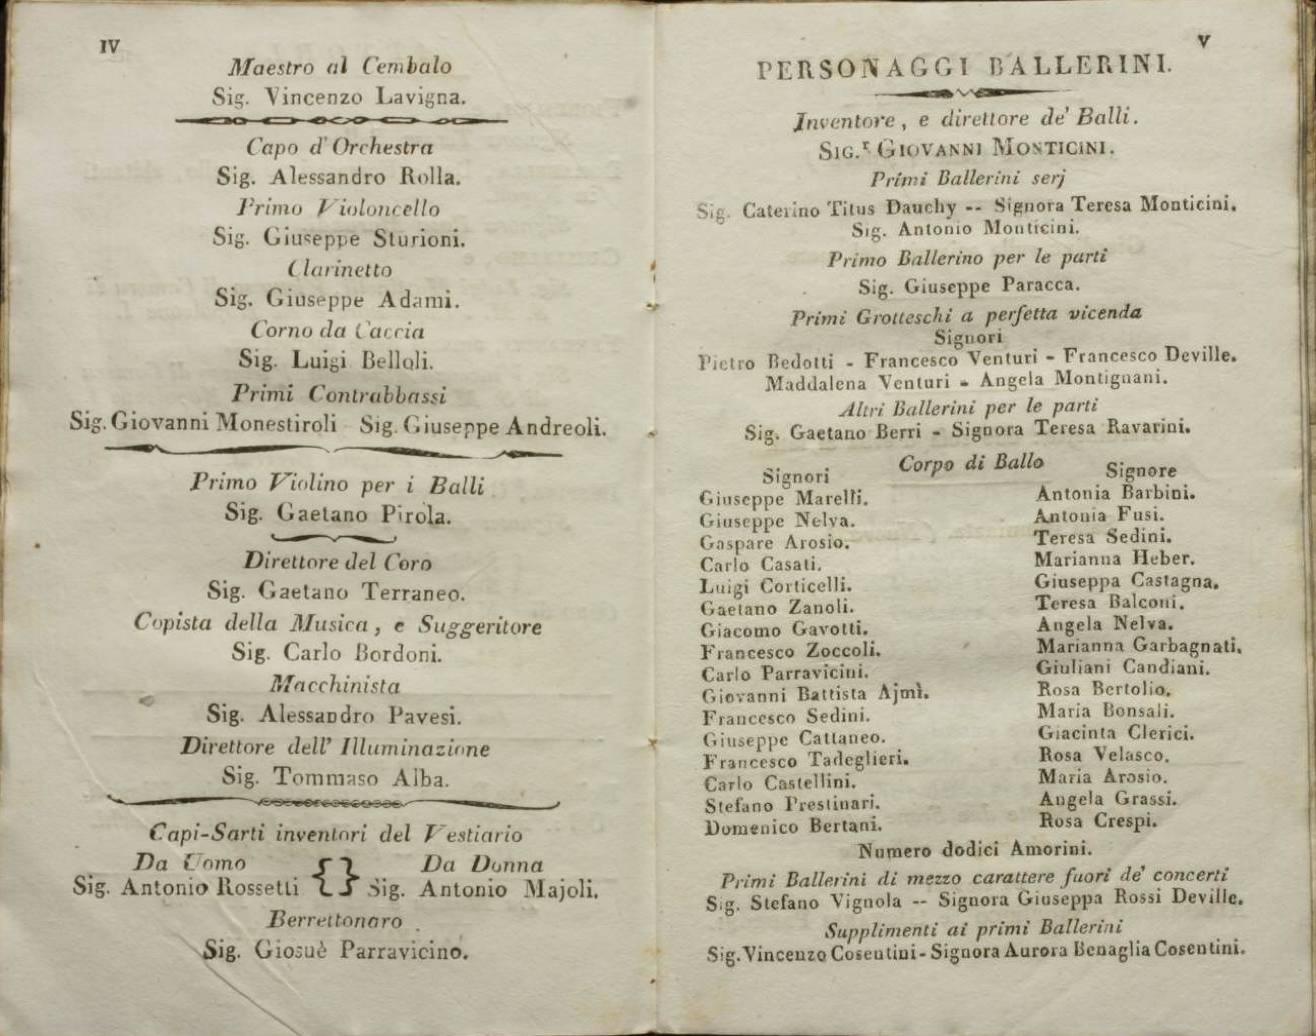 IV
Maestro al Cembalo
Sig. Vincenzo Lavigna.
Capo d'Orchestra
Sig. Alessandro Rolla.
Primo Violoncello
Sig. Giuseppe Sturioni.
Clarinetto
Sig. Giuseppe Adami.
Corno da Caccia
Sig. Luigi Belloli.
Primi Contrabbassi
Sig. Giovanni Monestiroli Sig. Giuseppe Andreoli.
Primo Violino per i Balli
Sig. Gaetano Pirola.
Direttore del Coro
Sig. Gaetano Terraneo.
Copista della Musica, e Suggeritore
Sig. Carlo Bordoni.
Macchinista
Sig. Alessandro Pavesi.
Direttore dell' Illuminazione
Sig. Tommaso Alba.
Capi-Sarti inventori del Vestiario
Da Uomo Da Donna
Sig. Antonio Rossetti Sig. Antonio Majoli.
Berrettonaro
Sig. Giosuè Parravicino.
V
PERSONAGGI BALLERINI.
Inventore, e direttore de' Balli.
SIG.r GIOVANNI MONTICINI.
Primi Ballerini serj
Sig. Caterino Titus Dauchy -- Signora Teresa Monticini.
Sig. Antonio Monticini.
Primo Ballerino per le parti
Sig. Giuseppe Paracca.
Primi Grotteschi a perfetta vicenda
Signori
Pietro Bedotti - Francesco Venturi - Francesco Deville.
Maddalena Venturi - Angela Montignani.
Altri Ballerini per le parti
Sig. Gaetano Berri - Signora Teresa Ravarini.
Corpo di Ballo
Signori
Giuseppe Marelli.
Giuseppe Nelva.
Gaspare Arosio.
Carlo Casati.
Luigi Corticelli.
Gaetano Zanoli.
Giacomo Gavotti.
Francesco Zoccoli.
Carlo Parravicini.
Giovanni Battista Ajmì.
Francesco Sedini.
Giuseppe Cattaneo.
Francesco Tadeglieri.
Carlo Castellini.
Stefano Prestinari.
Domenico Bertani.
Signore
Antonia Barbini.
Antonia Fusi.
Teresa Sedini.
Marianna Heber.
Giuseppa Castagna.
Teresa Balconi.
Angela Nelva.
Marianna Garbagnati.
Giuliani Candiani.
Rosa Bertolio.
Maria Bonsali.
Giacinta Clerici.
Rosa Velasco.
Maria Arosio.
Angela Grassi.
Rosa Crespi.
Numero dodici Amorini.
Primi Ballerini di mezzo carattere fuori de' concerti
Sig. Stefano Vignola -- Signora Giuseppa Rossi Deville.
Supplimenti ai primi Ballerini
Sig. Vincenzo Cosentini - Signora Aurora Benaglia Cosentini.